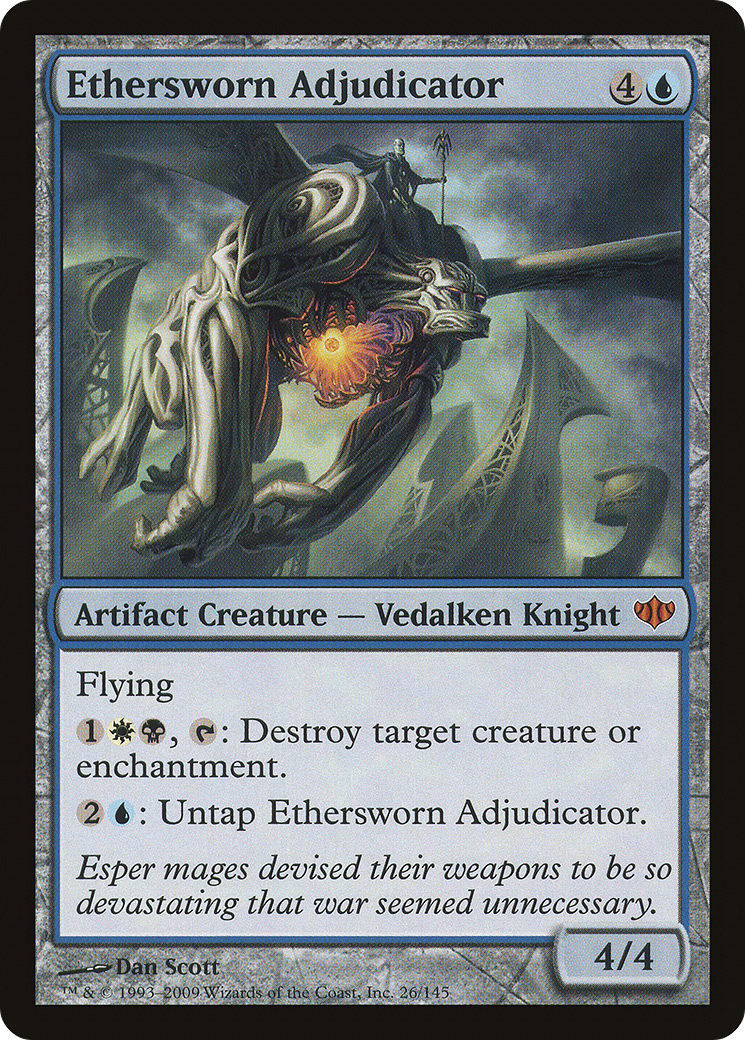 Ethersworn Adjudicator 4
Artifact Creature — Vedalken Knight
Flying
1, : Destroy target creature or
enchantment.
2: Untap Ethersworn Adjudicator.
Esper mages devised their weapons to be so
devastating that war seemed unnecessary.
4/4
Dan Scott
™ & © 1993–2009 Wizards of the Coast, Inc. 26/145